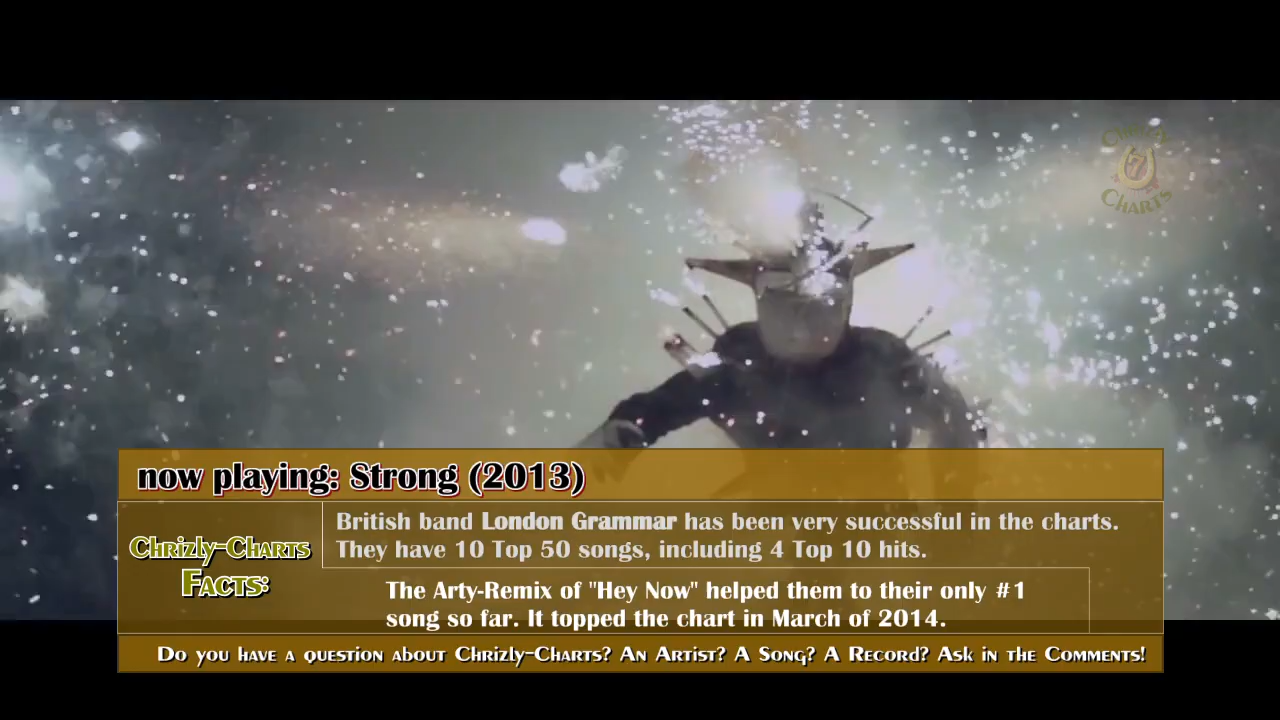 Chrizly
7
Charts
now playing: Strong (2013)
Chrizly-Charts
Facts:
British band London Grammar has been very successful in the charts.
They have 10 Top 50 songs, including 4 Top 10 hits.
The Arty-Remix of "Hey Now" helped them to their only #1
song so far. It topped the chart in March of 2014.
Do you have a question about Chrizly-Charts? An Artist? A Song? A Record? Ask in the Comments!